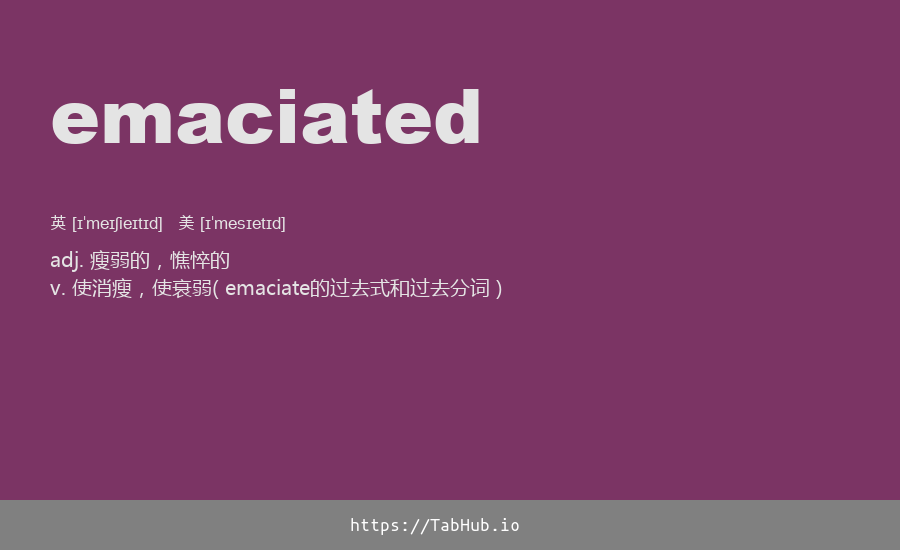 emaciated
英 [ɪˈmeɪʃieɪtɪd] 美 [ɪˈmesɪetɪd]
adj. 瘦弱的，憔悴的
v. 使消瘦，使衰弱( emaciate的过去式和过去分词 )
https://TabHub.io